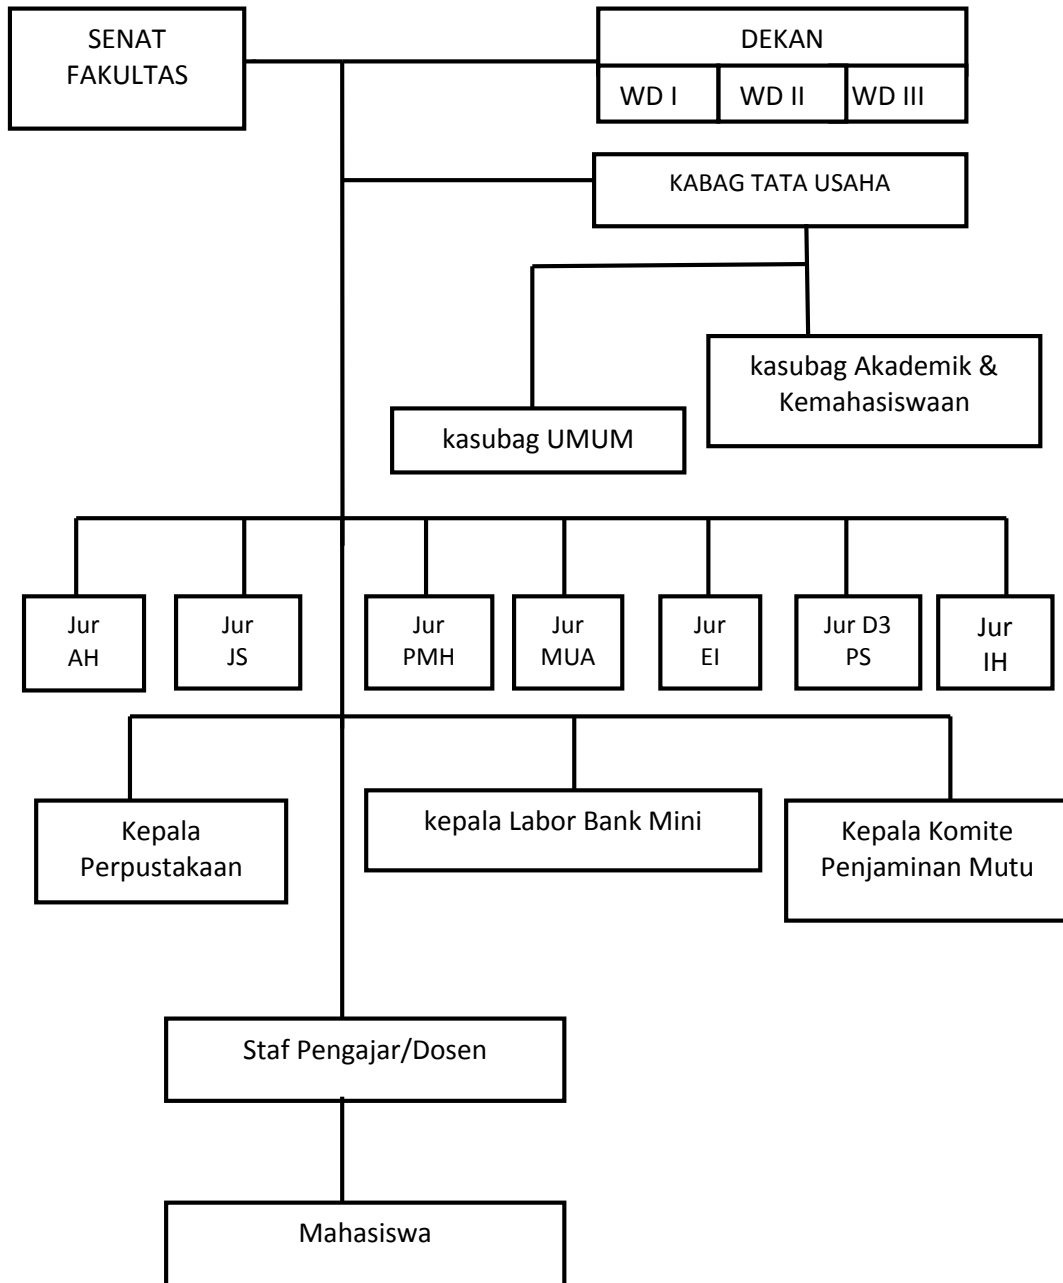 SENAT
FAKULTAS
DEKAN
WD I
WD II
WD III
KABAG TATA USAHA
kasubag Akademik &
Kemahasiswaan
kasubag UMUM
Jur
AH
Jur
JS
Jur
PMH
Jur
MUA
Jur
EI
Jur D3
PS
Jur
IH
Kepala
Perpustakaan
kepala Labor Bank Mini
Kepala Komite
Penjaminan Mutu
Staf Pengajar/Dosen
Mahasiswa